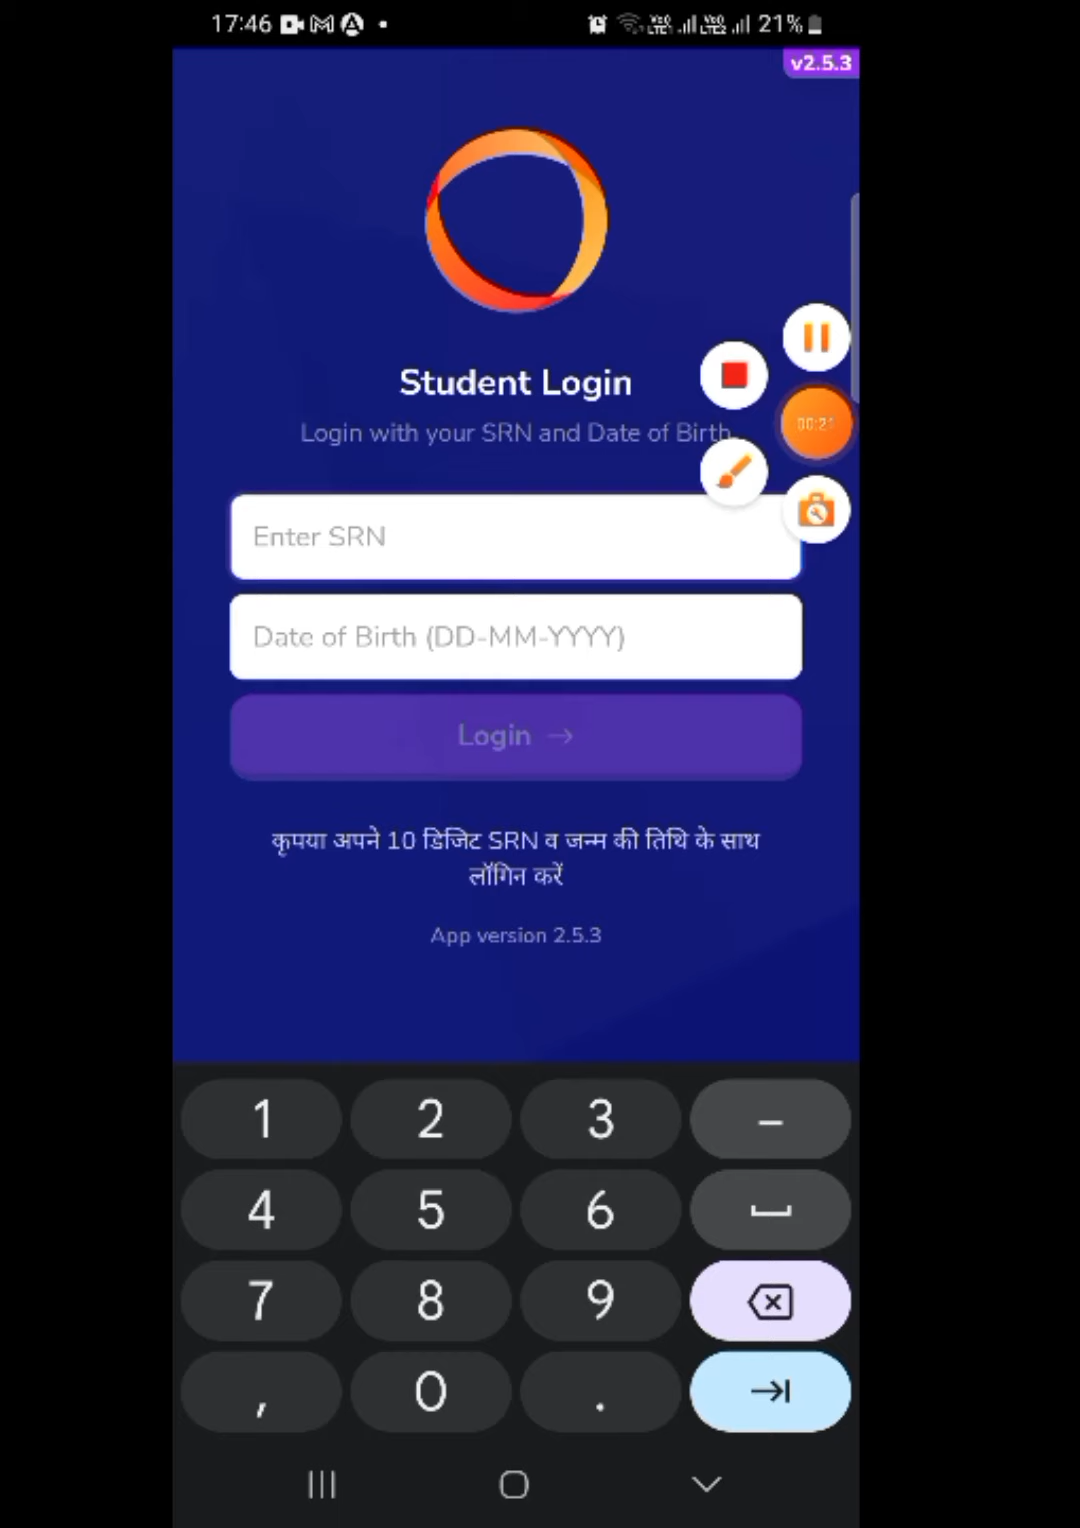 17:46
21%
v2.5.3
Student Login
Login with your SRN and Date of Birth
00:21
Enter SRN
Date of Birth (DD-MM-YYYY)
Login →
कृपया अपने 10 डिजिट SRN व जन्म की तिथि के साथ
लॉगिन करें
App version 2.5.3
1 2 3 –
4 5 6
7 8 9
, 0 .